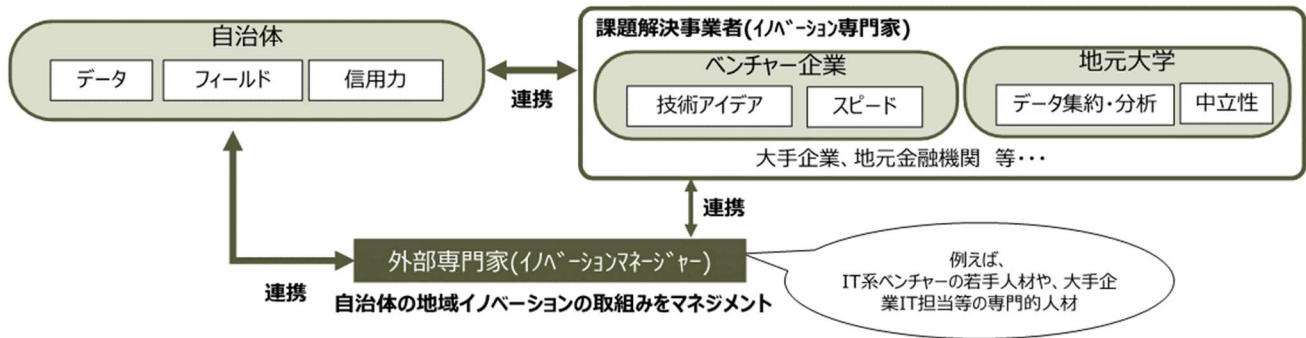 自治体
データ
フィールド
信用力
連携
課題解決事業者(ｲﾉﾍﾞｰｼｮﾝ専門家)
ベンチャー企業
技術アイデア
スピード
地元大学
データ集約・分析
中立性
大手企業、地元金融機関 等・・・
連携
外部専門家(ｲﾉﾍﾞｰｼｮﾝﾏﾈｰｼﾞｬｰ)
連携
自治体の地域イノベーションの取組みをマネジメント
例えば、
IT系ベンチャーの若手人材や、大手企
業IT担当等の専門的人材